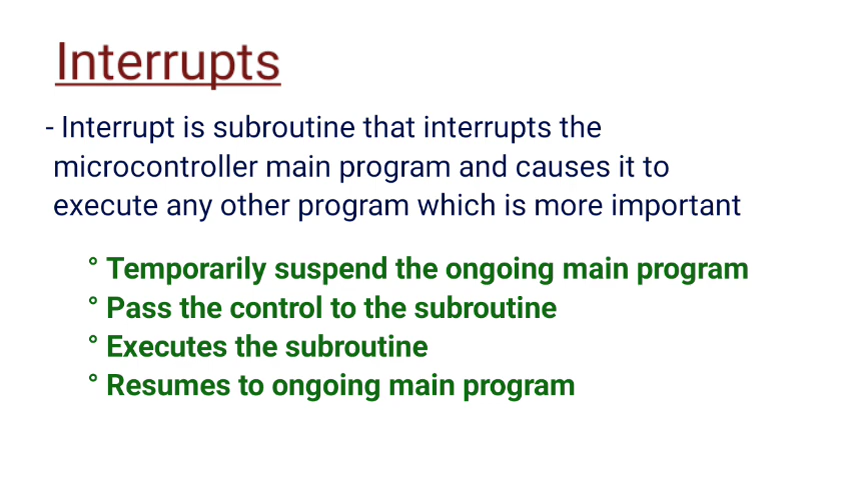 Interrupts
- Interrupt is subroutine that interrupts the
microcontroller main program and causes it to
execute any other program which is more important
° Temporarily suspend the ongoing main program
° Pass the control to the subroutine
° Executes the subroutine
° Resumes to ongoing main program